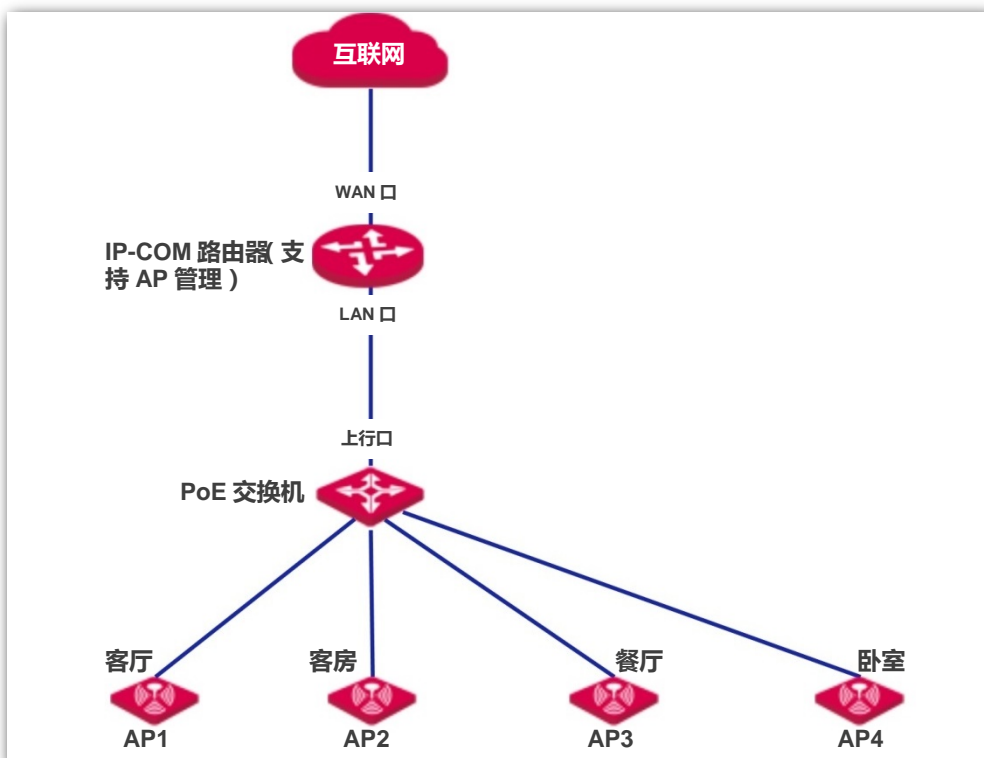 互联网
WAN 口
IP-COM 路由器（支
持 AP 管理）
LAN 口
上行口
PoE 交换机
客厅
客房
餐厅
卧室
AP1
AP2
AP3
AP4